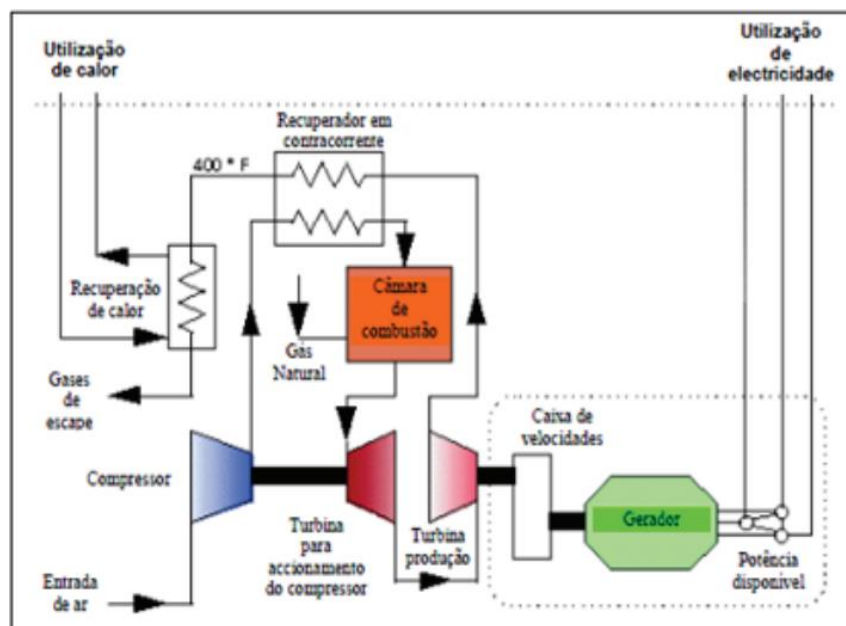 Utilização
de calor
Utilização
de
electricidade
Recuperador em
contracorrente
400 ° F
Recuperação
de calor
Câmara
de
combustão
Gás
Natural
Gases
de
escape
Caixa de
velocidades
Compressor
Gerador
Turbina
para
accionamento
do compressor
Turbina
produção
Potência
disponível
Entrada
de ar